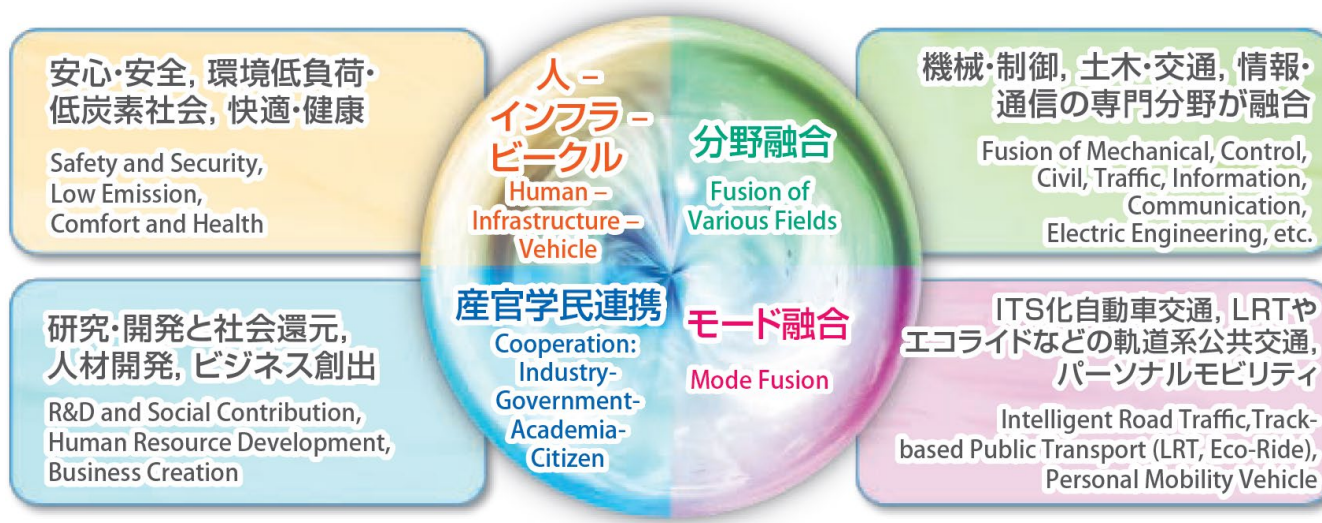 安心・安全, 環境低負荷・
低炭素社会, 快適・健康
Safety and Security,
Low Emission,
Comfort and Health
人 –
インフラ –
ビークル
Human –
Infrastructure –
Vehicle
分野融合
Fusion of
Various Fields
機械・制御, 土木・交通, 情報・
通信の専門分野が融合
Fusion of Mechanical, Control,
Civil, Traffic, Information,
Communication,
Electric Engineering, etc.
研究・開発と社会還元,
人材開発, ビジネス創出
R&D and Social Contribution,
Human Resource Development,
Business Creation
産官学民連携
Cooperation:
Industry-
Government-
Academia-
Citizen
モード融合
Mode Fusion
ITS化自動車交通, LRTや
エコライドなどの軌道系公共交通,
パーソナルモビリティ
Intelligent Road Traffic,Track-
based Public Transport (LRT, Eco-Ride),
Personal Mobility Vehicle